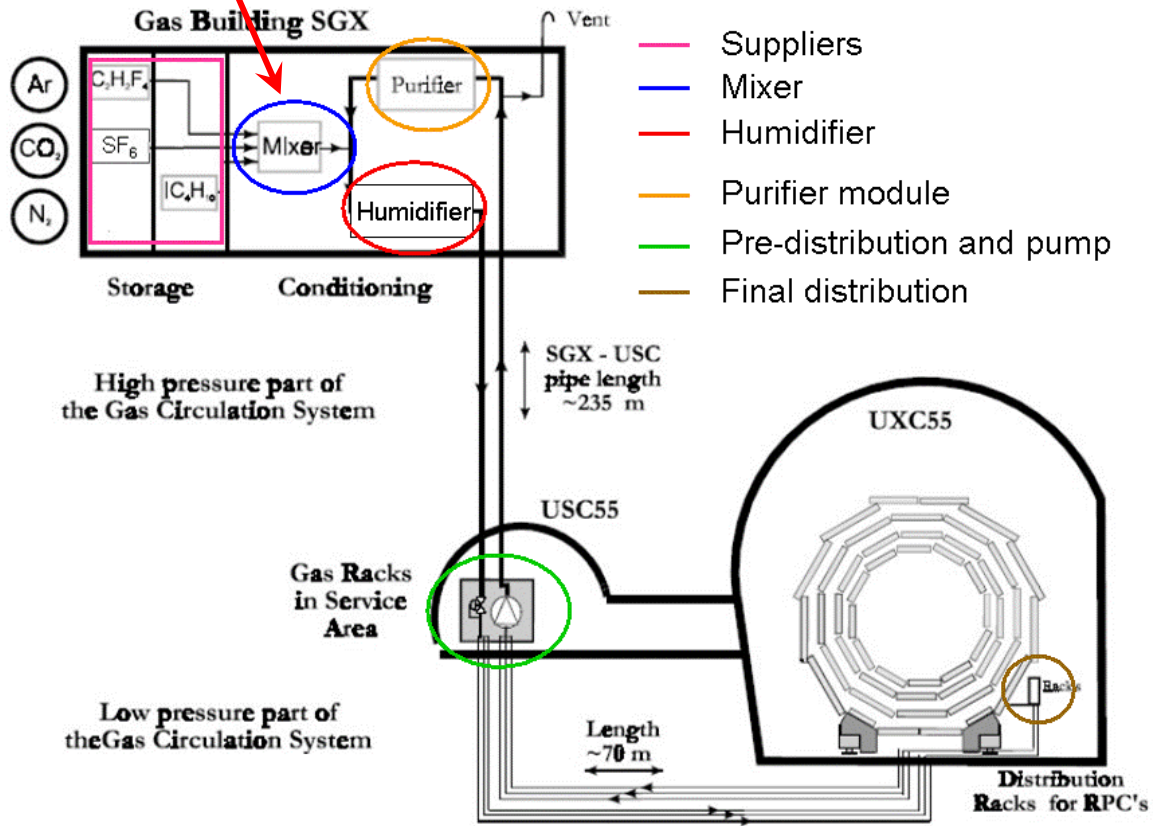 Gas Building SGX
Vent
Ar
CO₂
N₂
C₂H₂F₄
SF₆
IC₄H₁₀
Mixer
Purifier
Humidifier
Storage
Conditioning
Suppliers
Mixer
Humidifier
Purifier module
Pre-distribution and pump
Final distribution
High pressure part of
the Gas Circulation System
SGX - USC
pipe length
~235 m
UXC55
USC55
Gas Racks
in Service
Area
Racks
Low pressure part of
theGas Circulation System
Length
~70 m
Distribution
Racks for RPC's